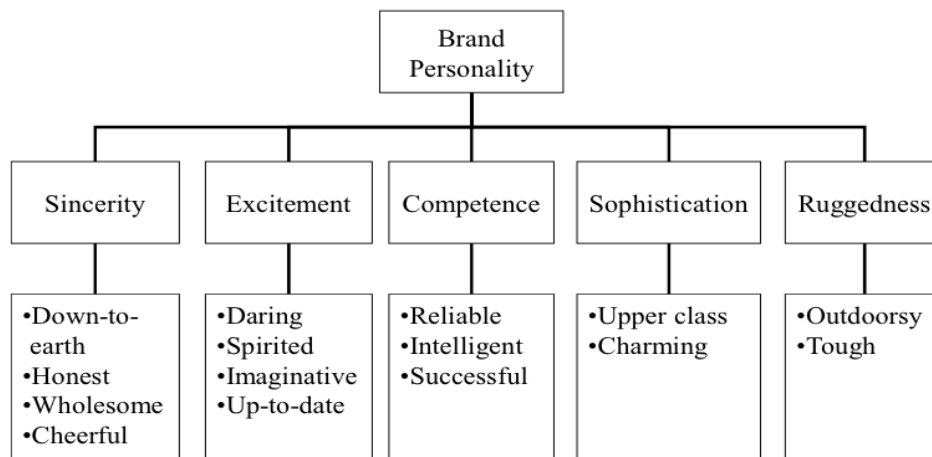 Brand
Personality
Sincerity
Excitement
Competence
Sophistication
Ruggedness
•Down-to-
earth
•Honest
•Wholesome
•Cheerful
•Daring
•Spirited
•Imaginative
•Up-to-date
•Reliable
•Intelligent
•Successful
•Upper class
•Charming
•Outdoorsy
•Tough